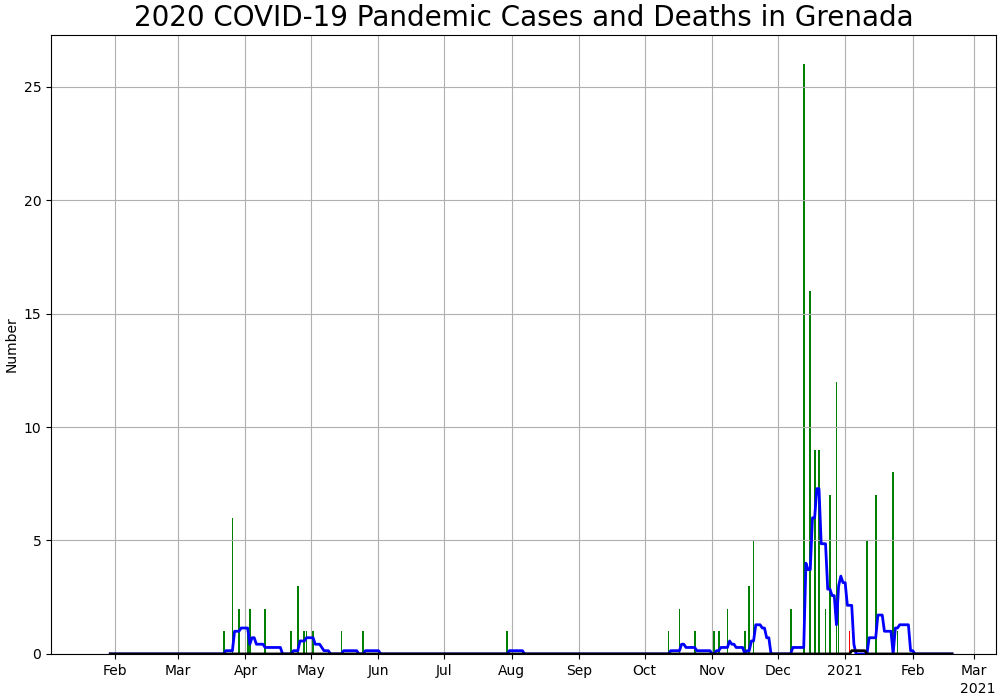 2020 COVID-19 Pandemic Cases and Deaths in Grenada
Number
25
20
15
10
5
0
Feb Mar Apr May Jun Jul Aug Sep Oct Nov Dec 2021 Feb Mar
2021